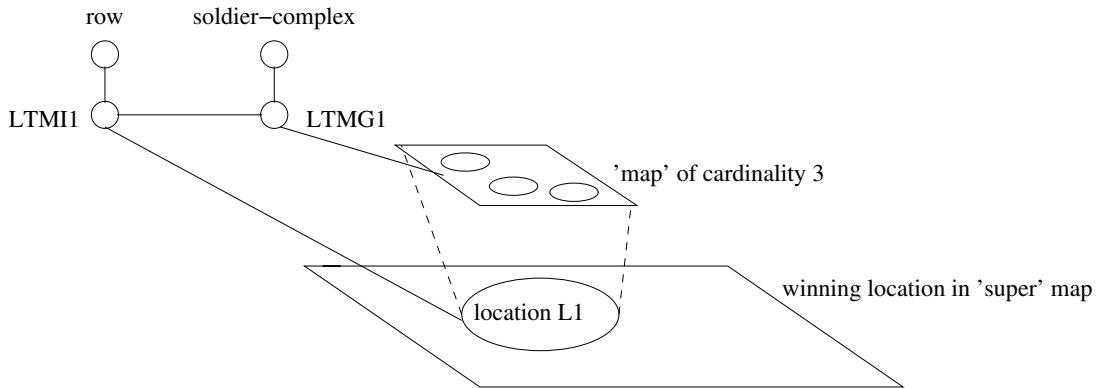 row
soldier−complex
LTMI1
LTMG1
’map’ of cardinality 3
winning location in ’super’ map
location L1